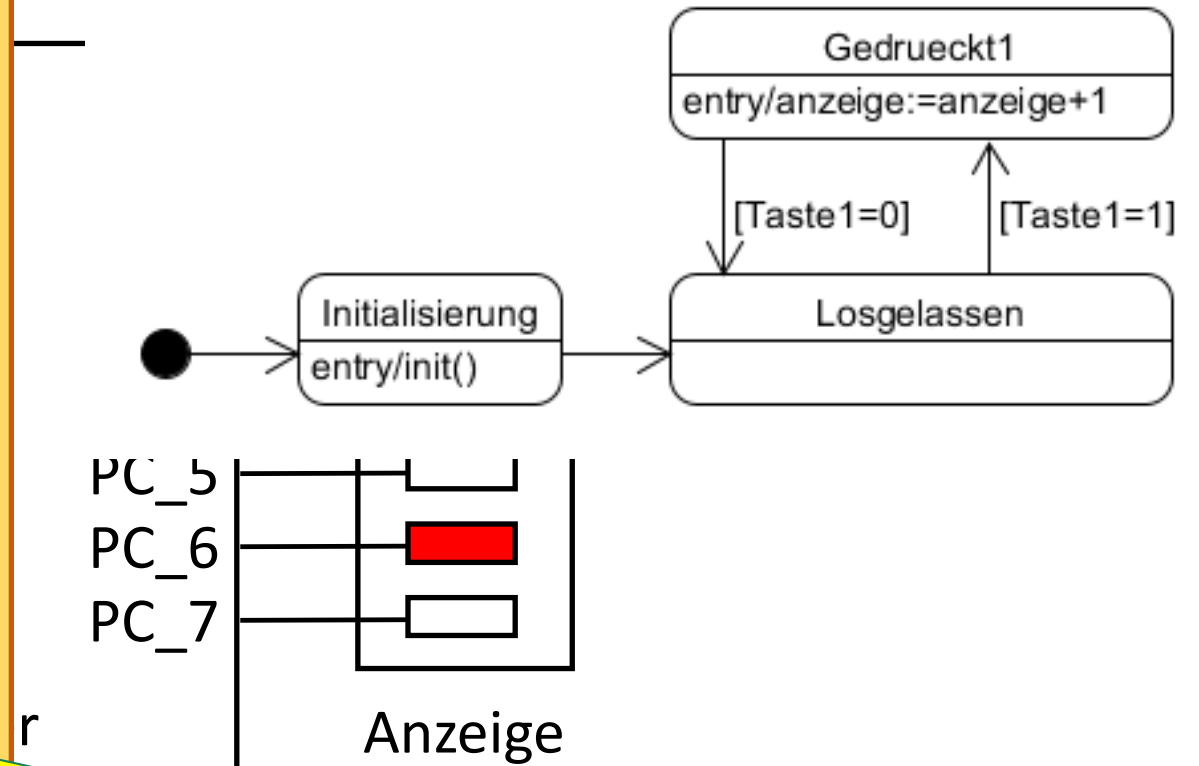 Gedrueckt1
entry/anzeige:=anzeige+1
[Taste1=0]
[Taste1=1]
Initialisierung
entry/init()
Losgelassen
PC_5
PC_6
PC_7
r
Anzeige